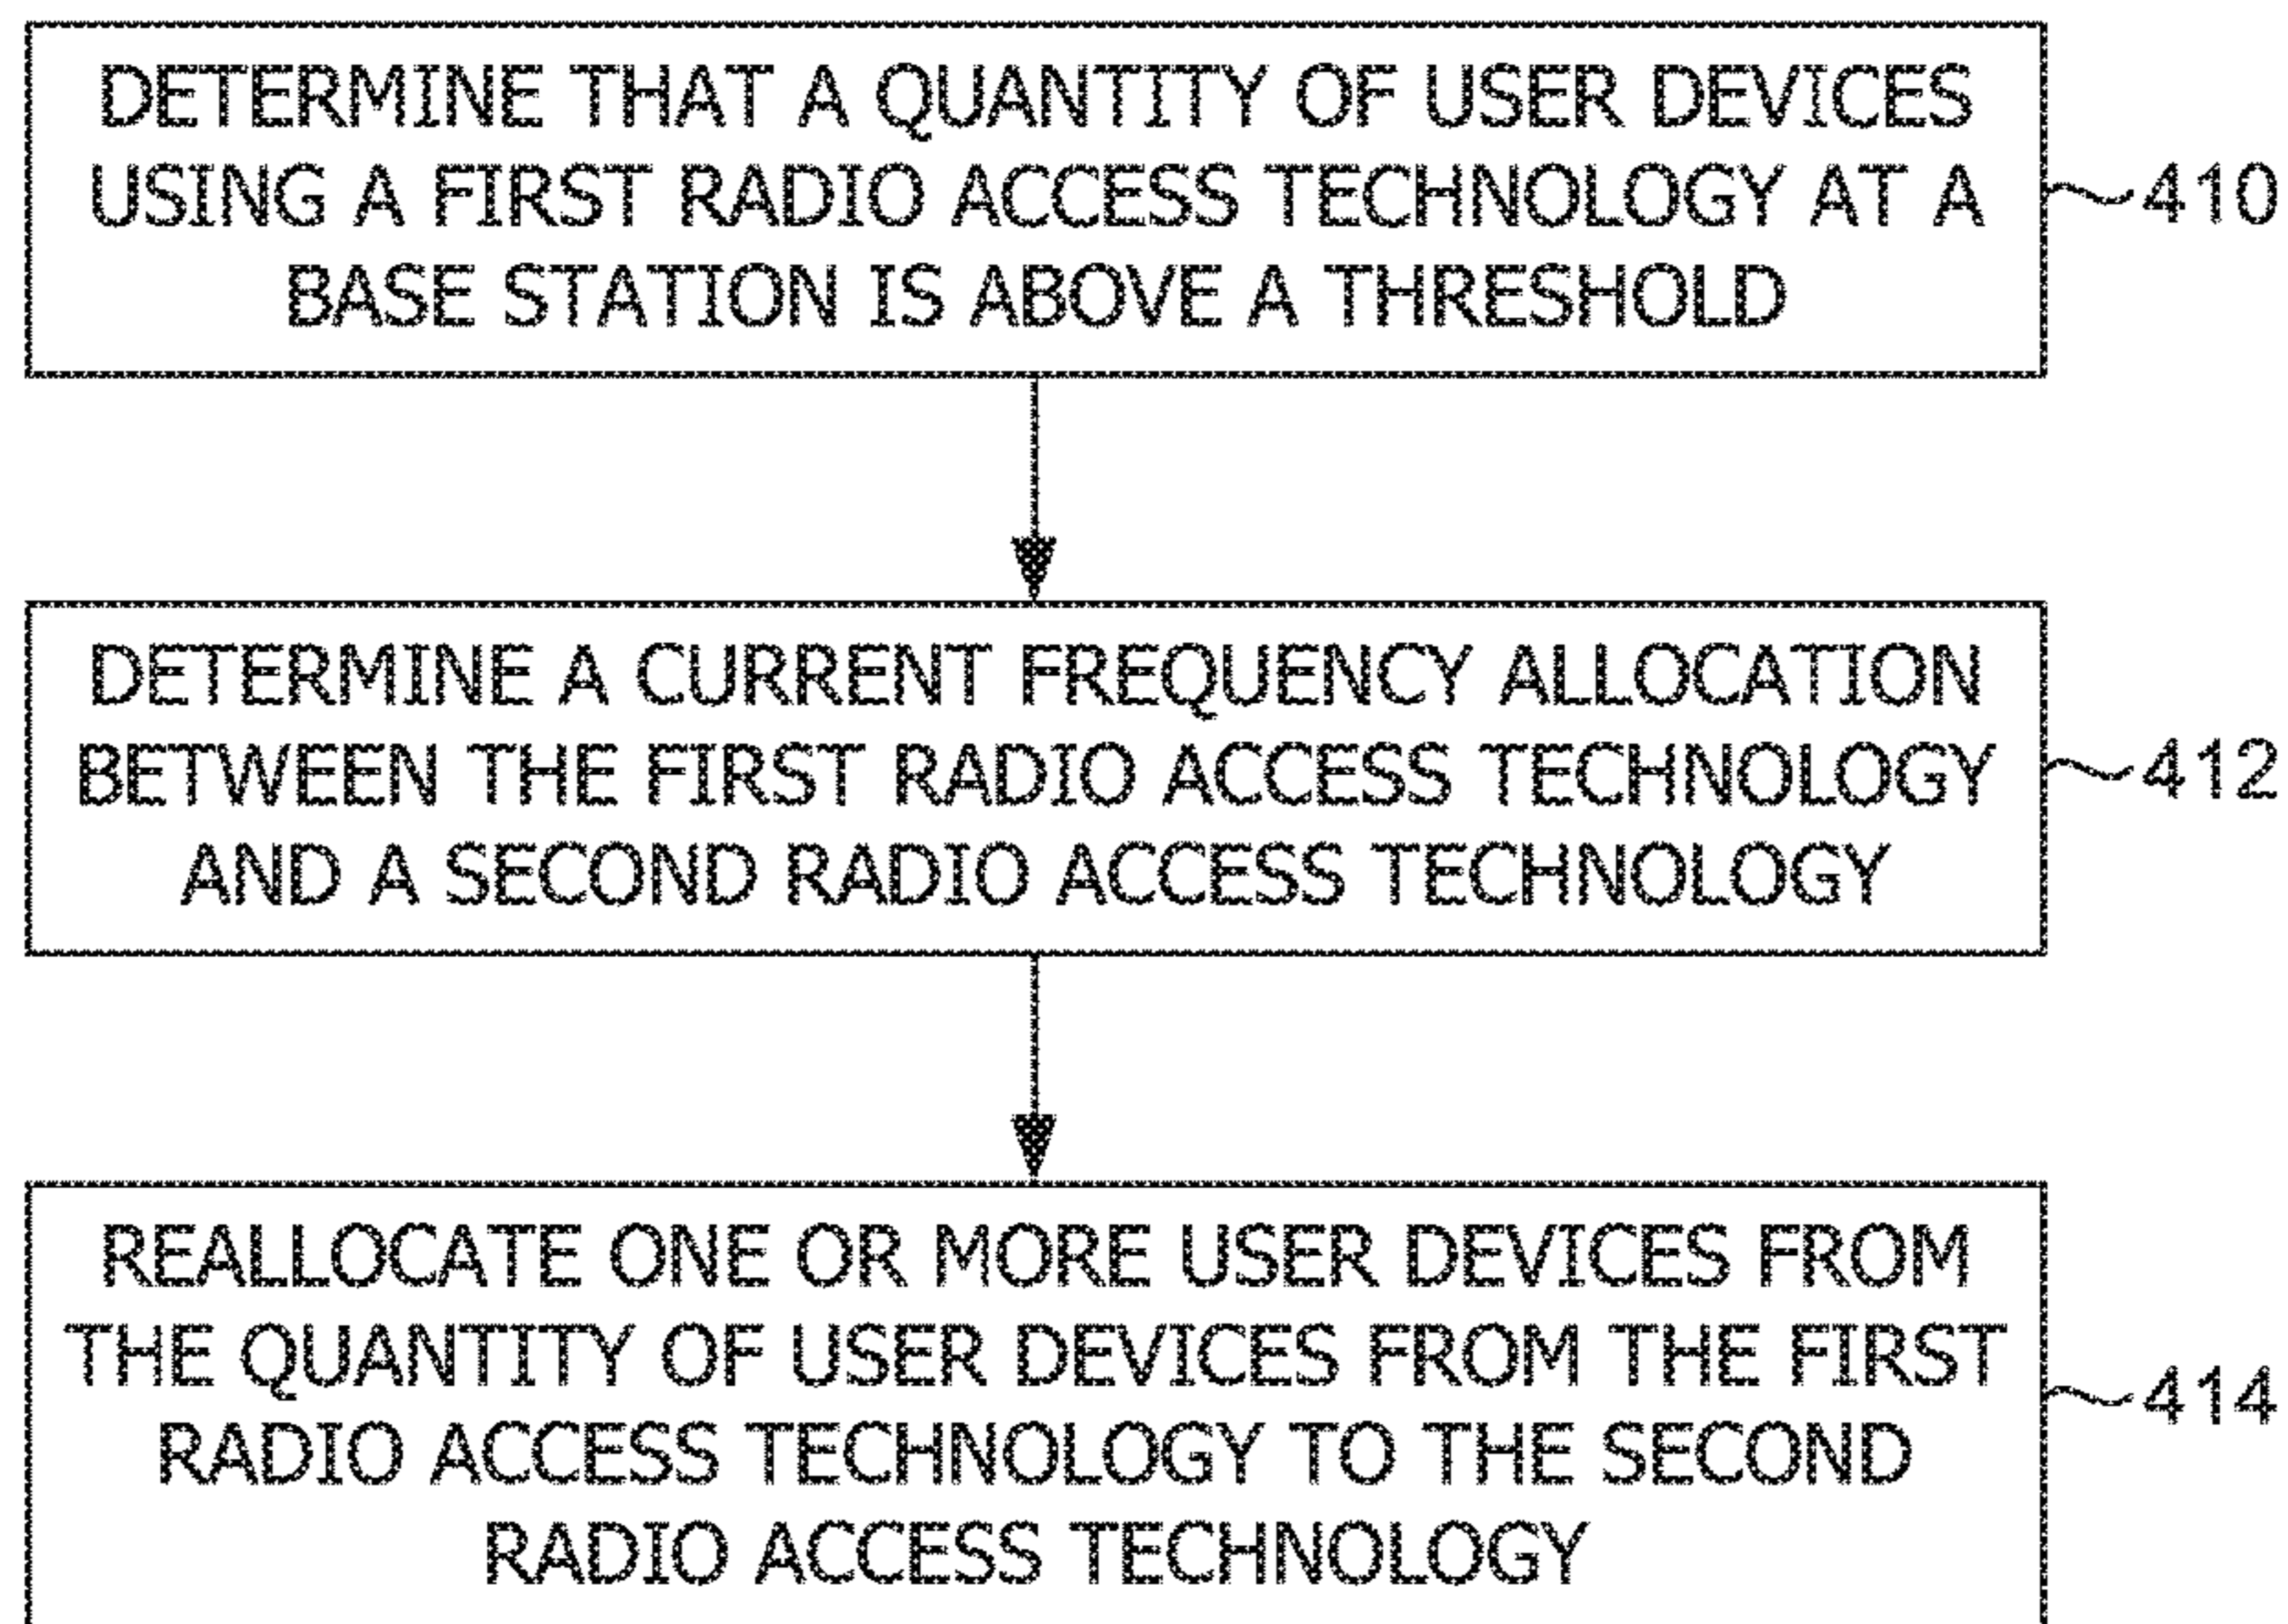 DETERMINE THAT A QUANTITY OF USER DEVICES
USING A FIRST RADIO ACCESS TECHNOLOGY AT A
BASE STATION IS ABOVE A THRESHOLD
410
DETERMINE A CURRENT FREQUENCY ALLOCATION
BETWEEN THE FIRST RADIO ACCESS TECHNOLOGY
AND A SECOND RADIO ACCESS TECHNOLOGY
412
REALLOCATE ONE OR MORE USER DEVICES FROM
THE QUANTITY OF USER DEVICES FROM THE FIRST
RADIO ACCESS TECHNOLOGY TO THE SECOND
RADIO ACCESS TECHNOLOGY
414